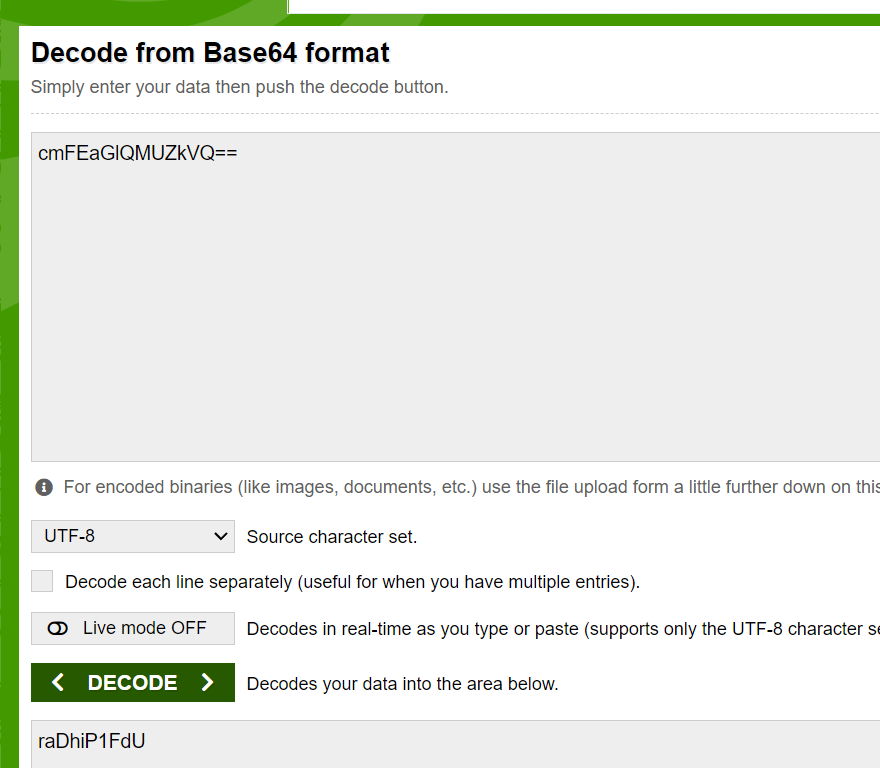 Decode from Base64 format
Simply enter your data then push the decode button.
cmFEaGlQMUZkVQ==
For encoded binaries (like images, documents, etc.) use the file upload form a little further down on this
UTF-8
Source character set.
Decode each line separately (useful for when you have multiple entries).
Live mode OFF
Decodes in real-time as you type or paste (supports only the UTF-8 character se
< DECODE >
Decodes your data into the area below.
raDhiP1FdU